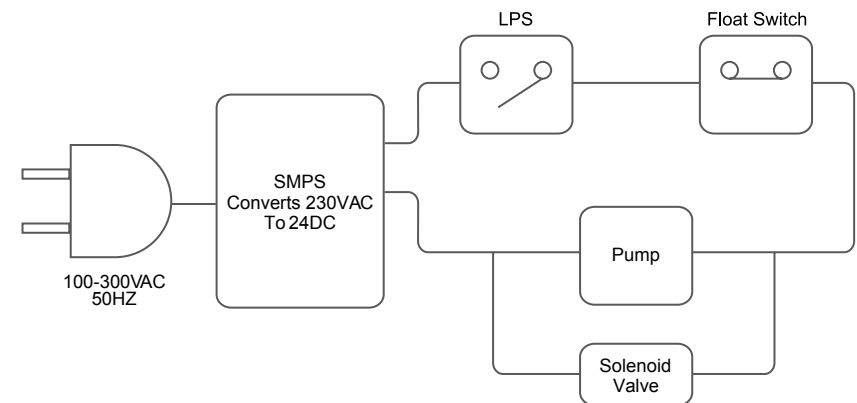 LPS
Float Switch
SMPS
Converts 230VAC
To 24DC
100-300VAC
50HZ
Pump
Solenoid
Valve